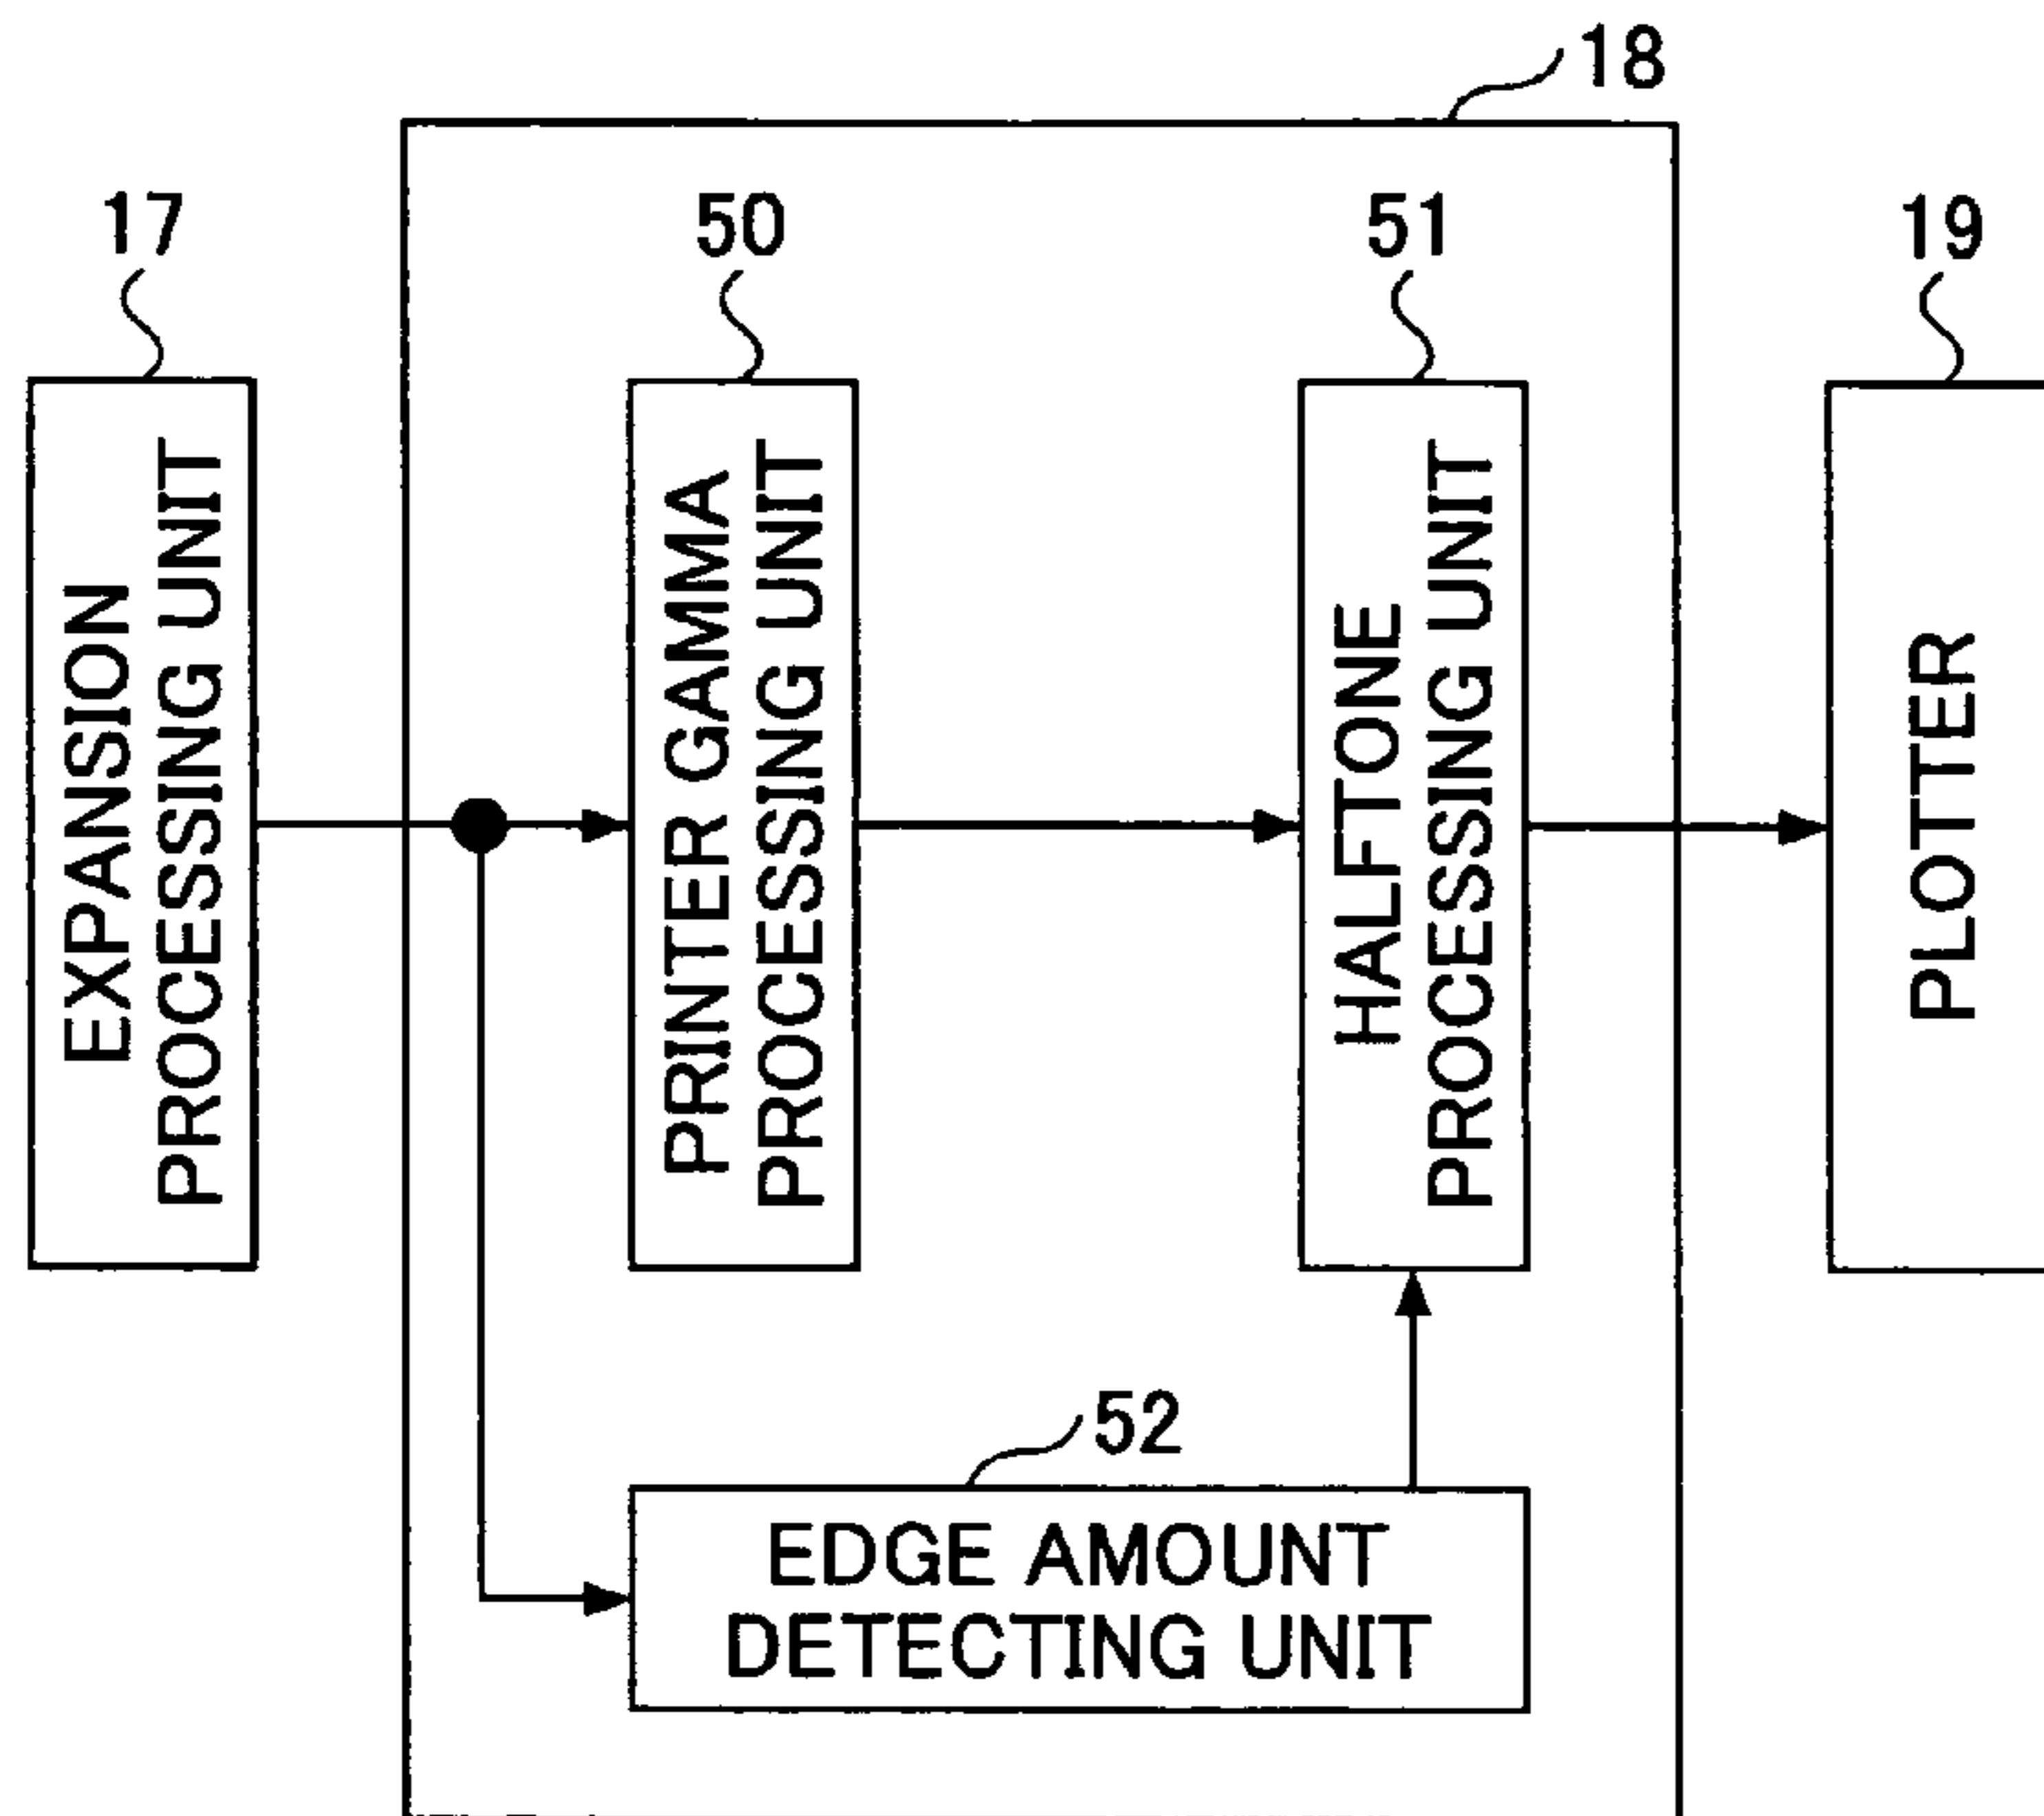 18
17
50
51
19
EXPANSION
PROCESSING UNIT
PRINTER GAMMA
PROCESSING UNIT
HALFTONE
PROCESSING UNIT
PLOTTER
52
EDGE AMOUNT
DETECTING UNIT